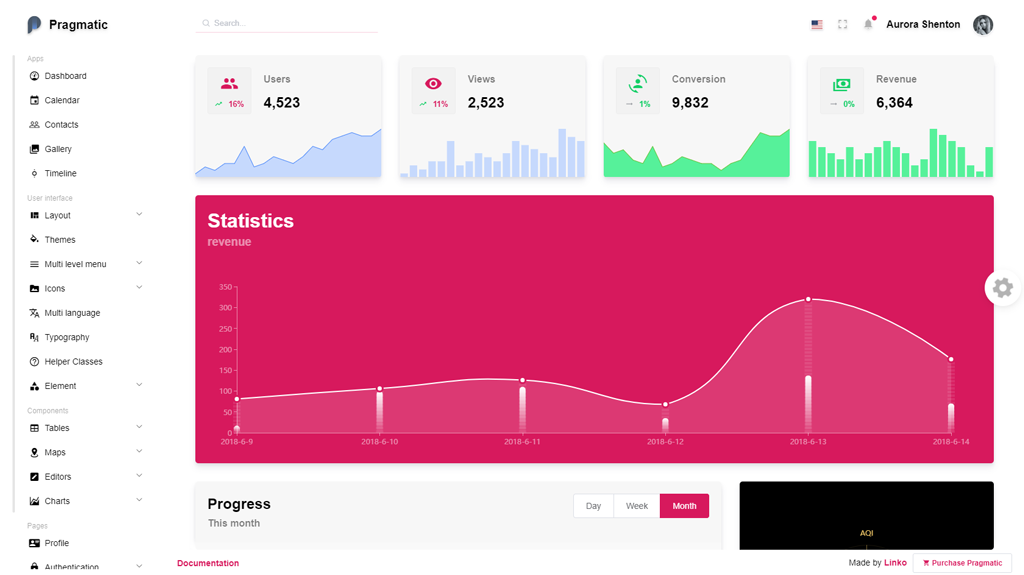 Pragmatic
Search...
Aurora Shenton
Apps
Dashboard
Calendar
Contacts
Gallery
Timeline
User interface
Layout
Themes
Multi level menu
Icons
Multi language
Typography
Helper Classes
Element
Components
Tables
Maps
Editors
Charts
Pages
Profile
Authentication
Users
16%
4,523
Views
11%
2,523
Conversion
1%
9,832
Revenue
0%
6,364
Statistics
revenue
350
300
250
200
150
100
50
0
2018-6-9 2018-6-10 2018-6-11 2018-6-12 2018-6-13 2018-6-14
Progress
This month
Day Week Month
AQI
Documentation
Made by Linko
Purchase Pragmatic